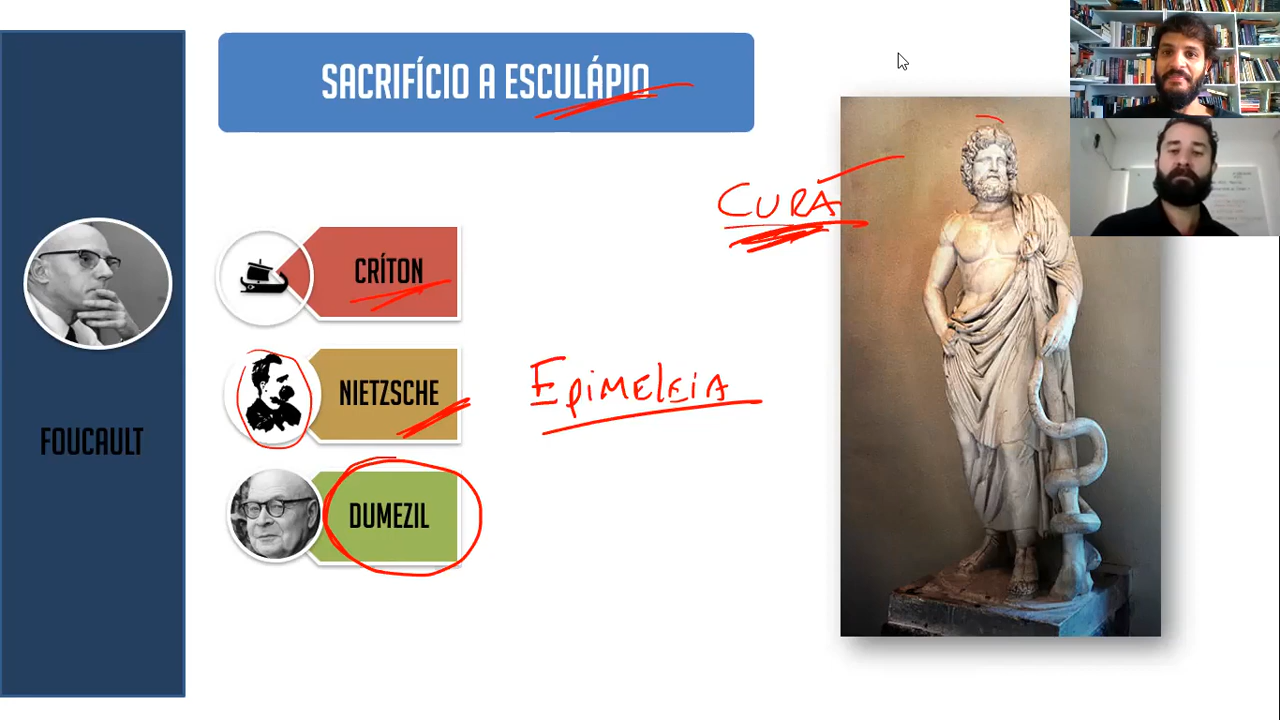 SACRIFÍCIO A ESCULÁPIO
CURA
CRÍTON
NIETZSCHE
EPIMELEIA
FOUCAULT
DUMEZIL